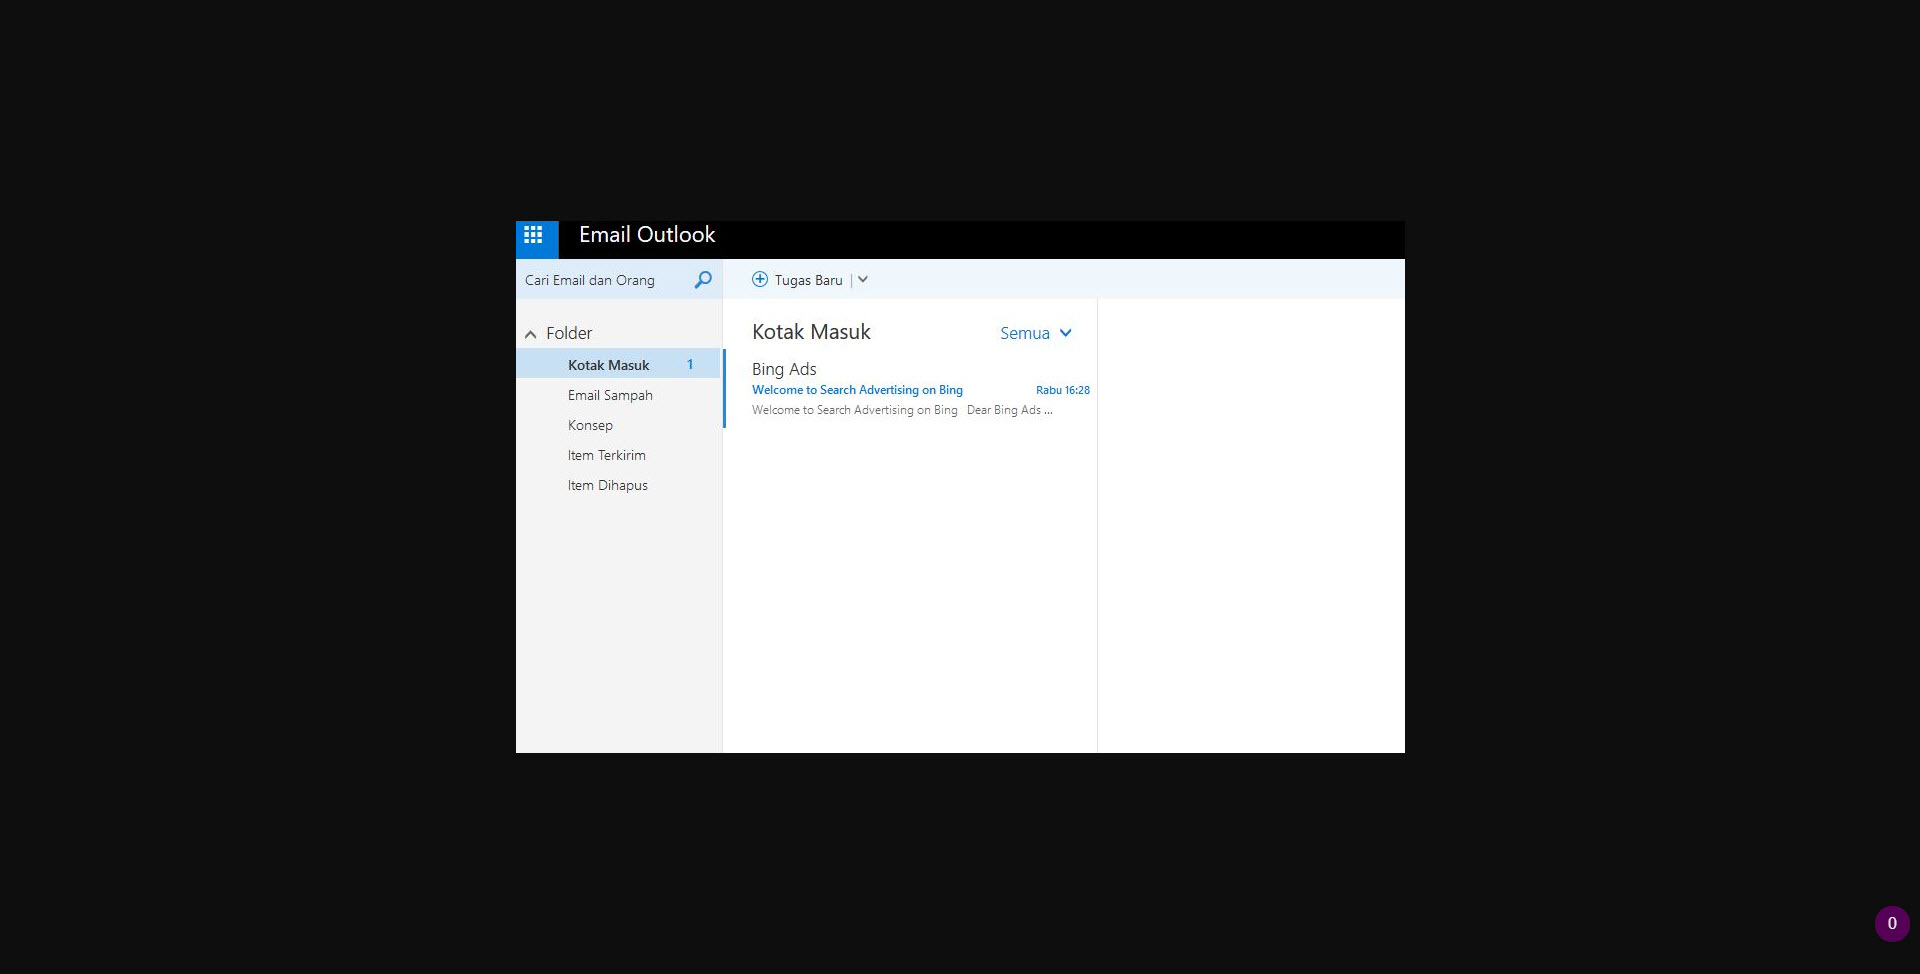 Email Outlook
Cari Email dan Orang
Tugas Baru
Folder
Kotak Masuk 1
Email Sampah
Konsep
Item Terkirim
Item Dihapus
Kotak Masuk Semua
Bing Ads
Welcome to Search Advertising on Bing Rabu 16:28
Welcome to Search Advertising on Bing Dear Bing Ads ...
0